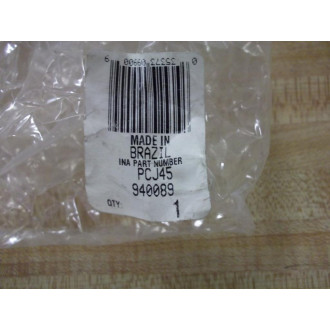 MADE IN
BRAZIL
INA PART NUMBER
PCJ45
940089
QTY: 1